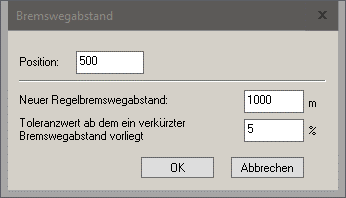 Bremswegabstand
Position: 500
Neuer Regelbremswegabstand: 1000 m
Toleranzwert ab dem ein verkürzter
Bremswegabstand vorliegt 5 %
OK Abbrechen